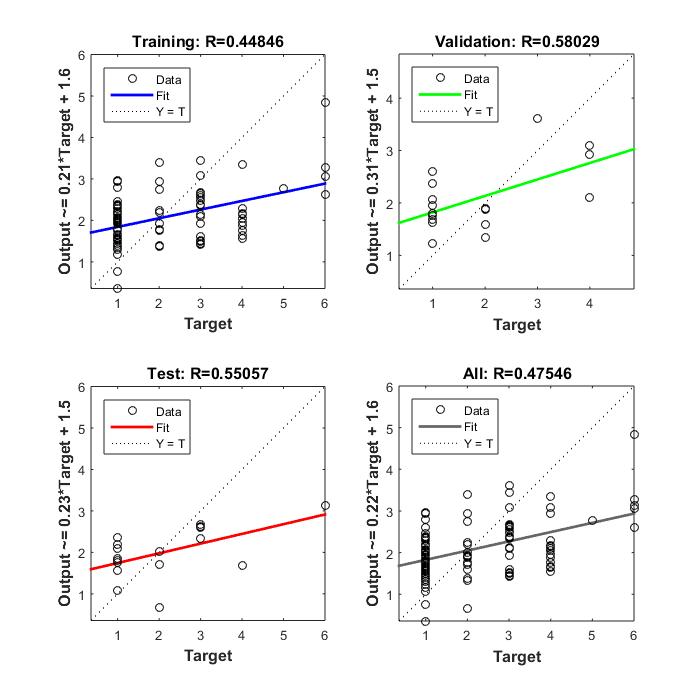 Training: R=0.44846
Output ~= 0.21*Target + 1.6
6
5
4
3
2
1
Data
Fit
Y = T
1 2 3 4 5 6
Target
Validation: R=0.58029
Output ~= 0.31*Target + 1.5
4
3
2
1
Data
Fit
Y = T
1 2 3 4
Target
Test: R=0.55057
Output ~= 0.23*Target + 1.5
6
5
4
3
2
1
Data
Fit
Y = T
1 2 3 4 5 6
Target
All: R=0.47546
Output ~= 0.22*Target + 1.6
6
5
4
3
2
1
Data
Fit
Y = T
1 2 3 4 5 6
Target